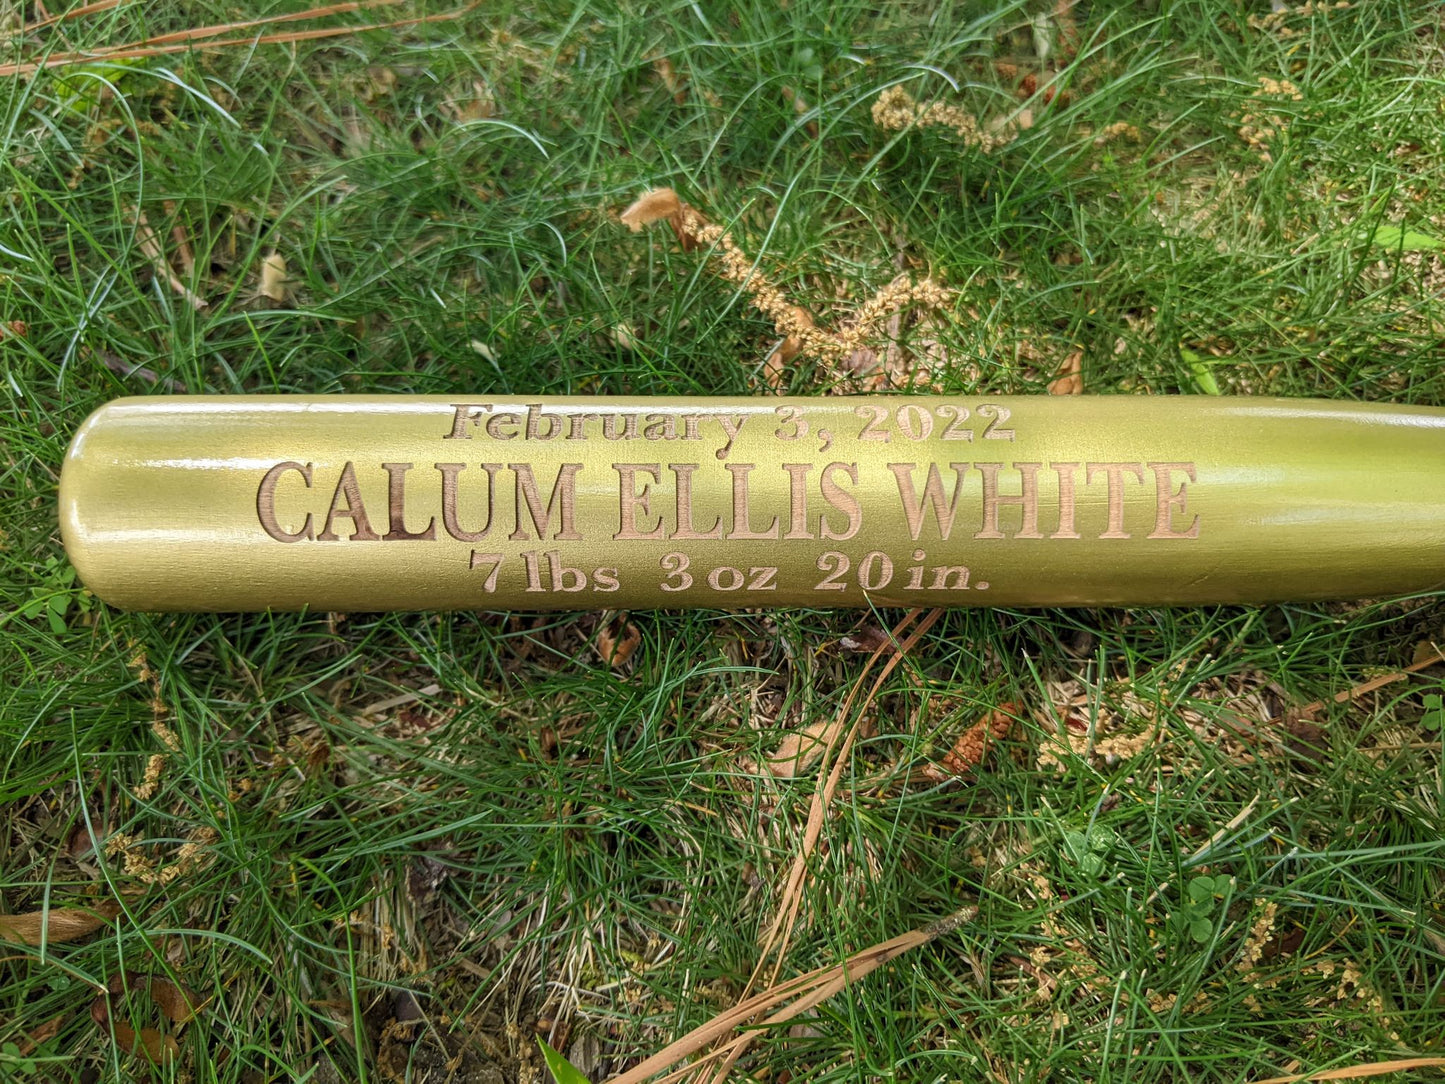 February 3, 2022
CALUM ELLIS WHITE
7 lbs 3 oz 20 in.